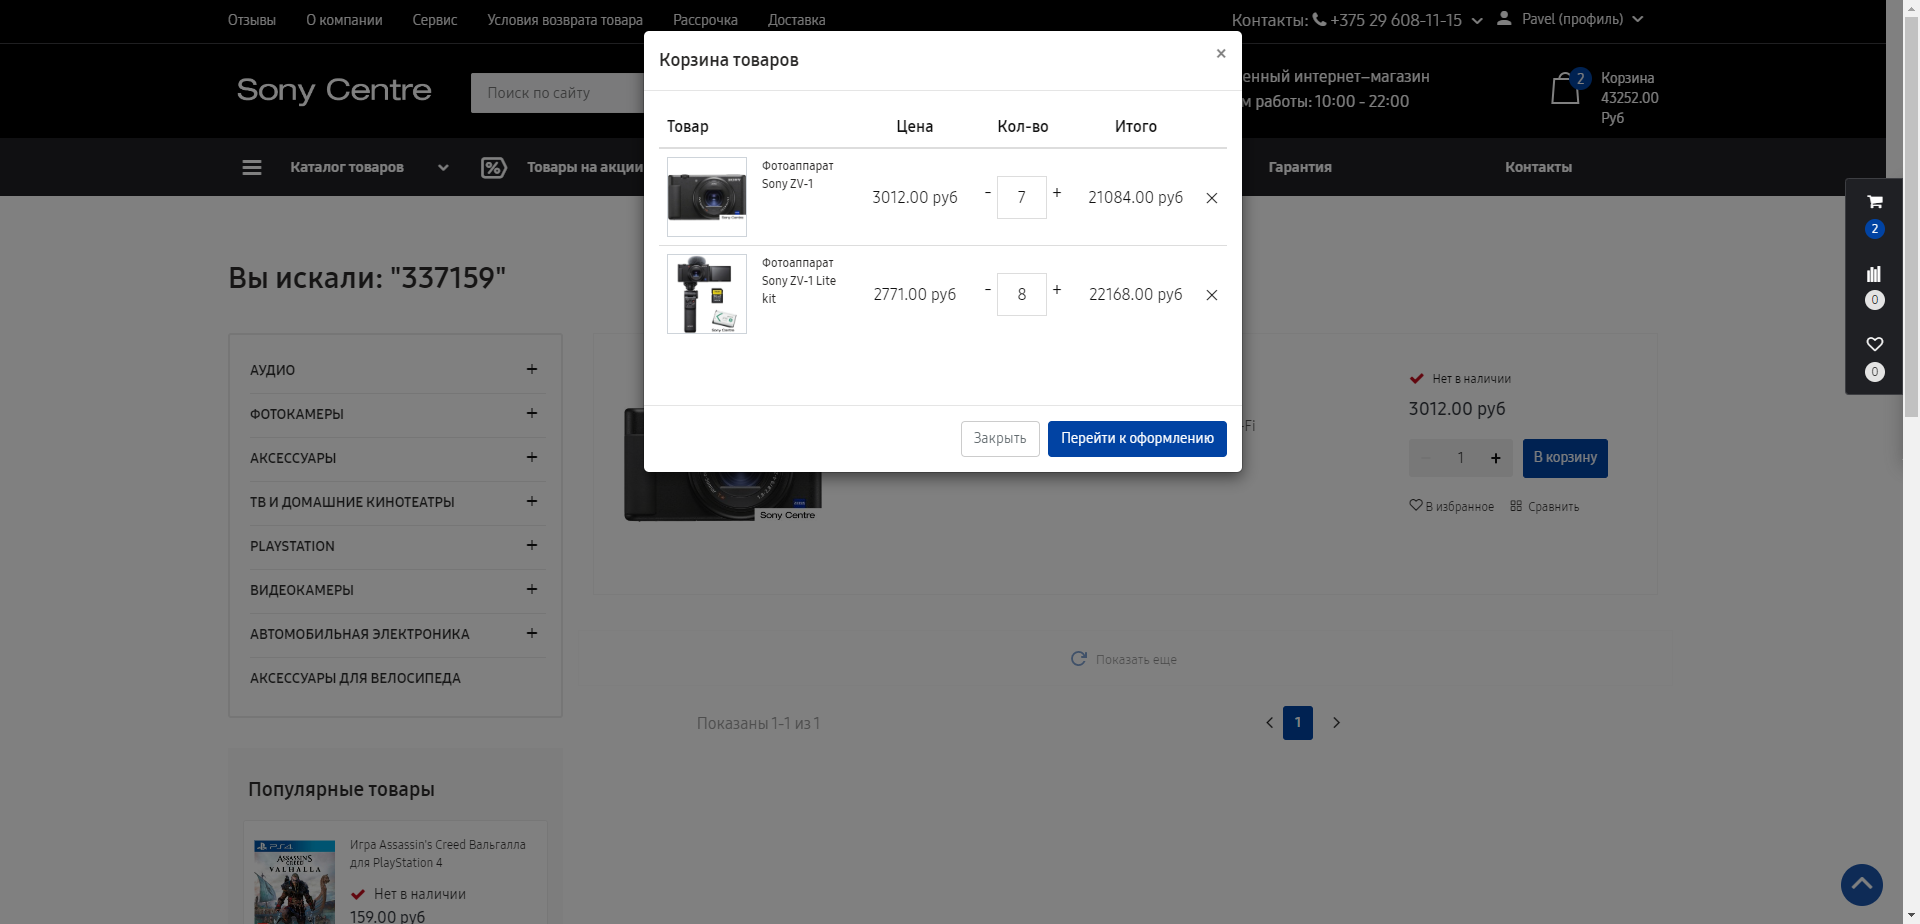 Отзывы О компании Сервис Условия возврата товара Рассрочка Доставка
Контакты: +375 29 608-11-15 Pavel (профиль)
Sony Centre
Поиск по сайту
енный интернет–магазин
м работы: 10:00 - 22:00
2
Корзина
43252.00
Руб
Каталог товаров Товары на акции Гарантия Контакты
Корзина товаров ×
Товар Цена Кол-во Итого
Фотоаппарат
Sony ZV-1
3012.00 руб - 7 + 21084.00 руб
Фотоаппарат
Sony ZV-1 Lite
kit
2771.00 руб - 8 + 22168.00 руб
Закрыть Перейти к оформлению
2
0
0
Вы искали: "337159"
АУДИО +
ФОТОКАМЕРЫ +
АКСЕССУАРЫ +
ТВ И ДОМАШНИЕ КИНОТЕАТРЫ +
PLAYSTATION +
ВИДЕОКАМЕРЫ +
АВТОМОБИЛЬНАЯ ЭЛЕКТРОНИКА +
АКСЕССУАРЫ ДЛЯ ВЕЛОСИПЕДА
Sony Centre
-Fi
Нет в наличии
3012.00 руб
1 + В корзину
В избранное Сравнить
Показать еще
Показаны 1-1 из 1
1
Популярные товары
PS4
ASSASSIN'S
CREED
VALHALLA
Игра Assassin's Creed Вальгалла
для PlayStation 4
Нет в наличии
159.00 руб